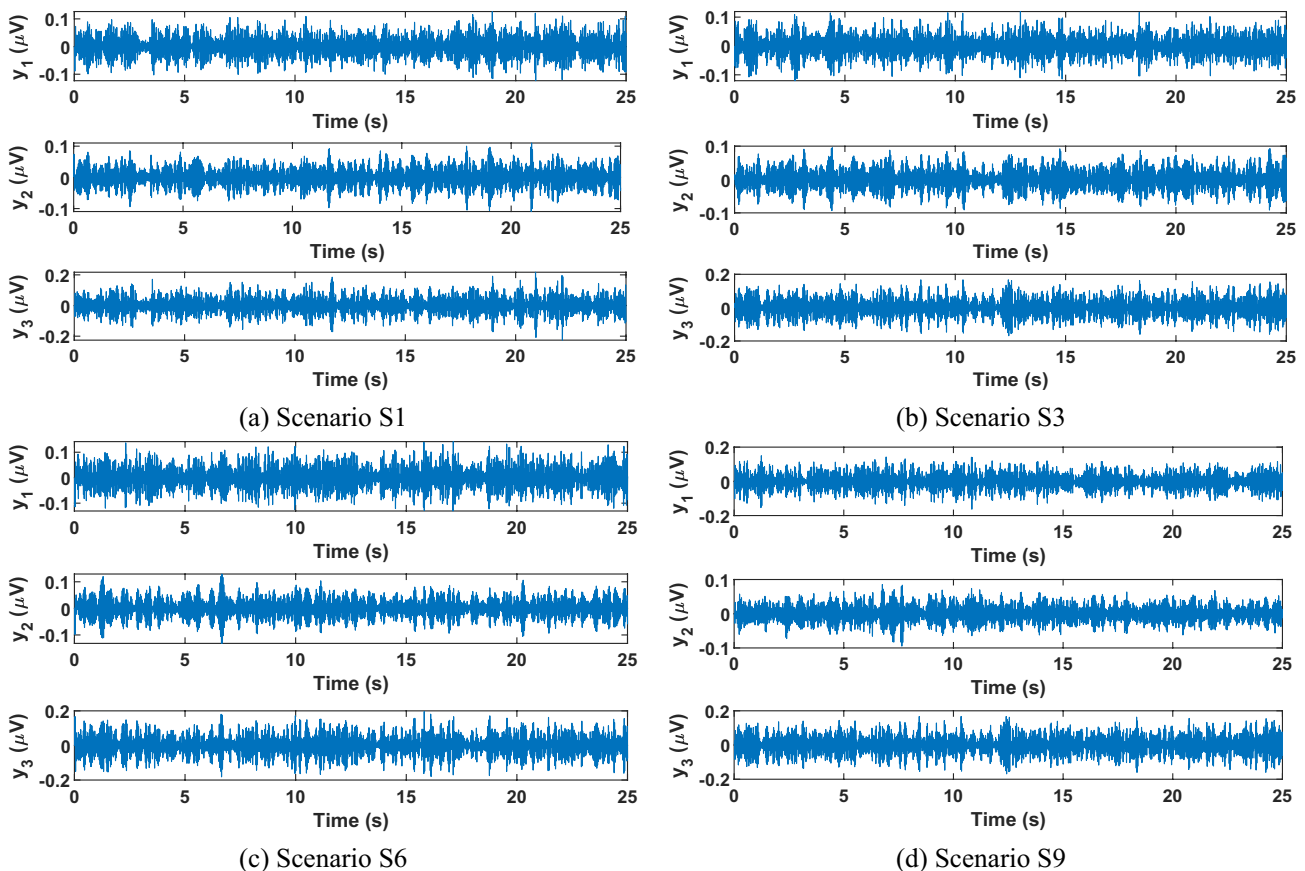 0.1
0
-0.1
y1 (μV)
0 5 10 15 20 25
Time (s)
0.1
0
-0.1
y2 (μV)
0 5 10 15 20 25
Time (s)
0.2
0
-0.2
y3 (μV)
0 5 10 15 20 25
Time (s)
(a) Scenario S1
0.1
0
-0.1
y1 (μV)
0 5 10 15 20 25
Time (s)
0.1
0
-0.1
y2 (μV)
0 5 10 15 20 25
Time (s)
0.2
0
-0.2
y3 (μV)
0 5 10 15 20 25
Time (s)
(b) Scenario S3
0.1
0
-0.1
y1 (μV)
0 5 10 15 20 25
Time (s)
0.1
0
-0.1
y2 (μV)
0 5 10 15 20 25
Time (s)
0.2
0
-0.2
y3 (μV)
0 5 10 15 20 25
Time (s)
(c) Scenario S6
0.2
0
-0.2
y1 (μV)
0 5 10 15 20 25
Time (s)
0.1
0
-0.1
y2 (μV)
0 5 10 15 20 25
Time (s)
0.2
0
-0.2
y3 (μV)
0 5 10 15 20 25
Time (s)
(d) Scenario S9